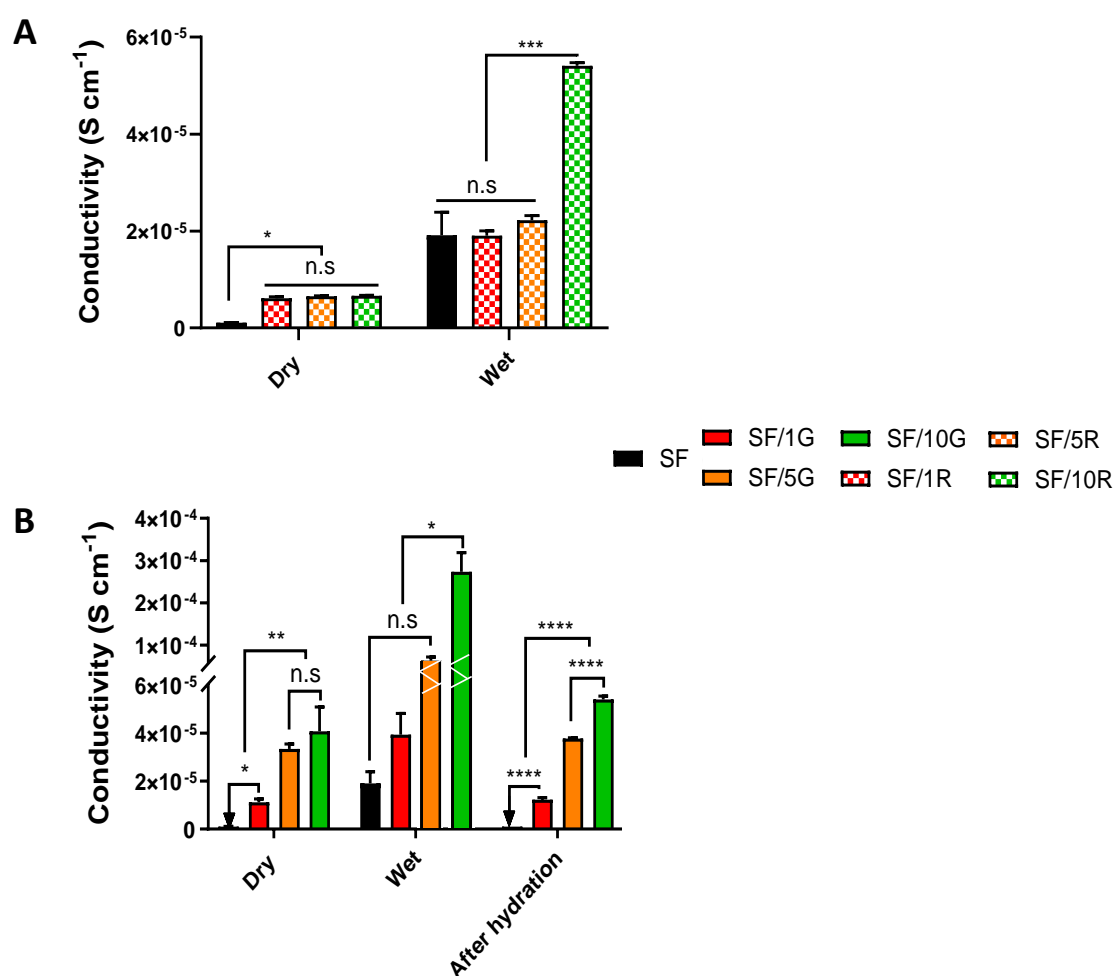 A
Conductivity (S cm⁻¹)
6×10⁻⁵
4×10⁻⁵
2×10⁻⁵
0
*
n.s
n.s
***
Dry
Wet
SF
SF/1G
SF/10G
SF/5R
SF/5G
SF/1R
SF/10R
B
Conductivity (S cm⁻¹)
4×10⁻⁴
3×10⁻⁴
2×10⁻⁴
1×10⁻⁴
6×10⁻⁵
4×10⁻⁵
2×10⁻⁵
0
*
**
n.s
n.s
*
****
****
****
Dry
Wet
After hydration